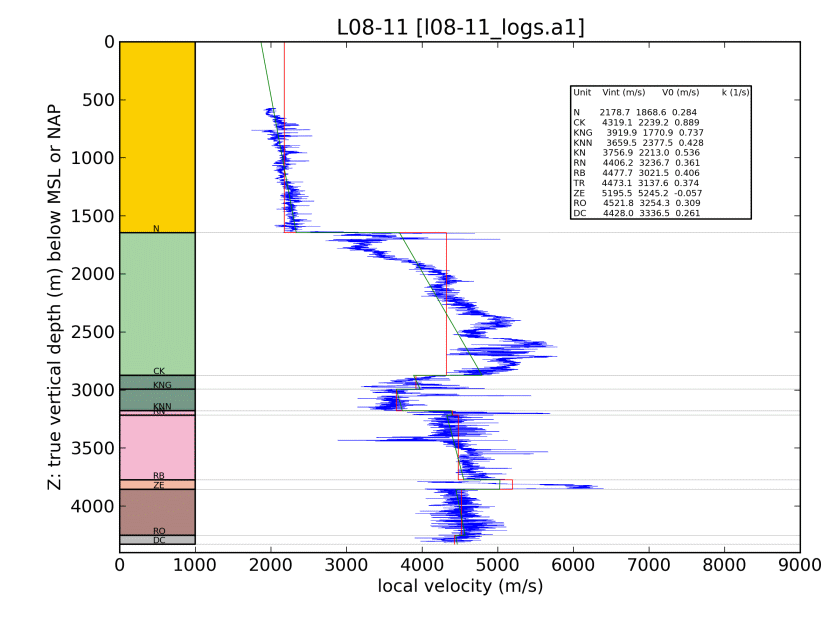 L08-11 [l08-11_logs.a1]
0
500
1000
1500
2000
2500
3000
3500
4000
Z: true vertical depth (m) below MSL or NAP
Unit Vint (m/s) V0 (m/s) k (1/s)
N 2178.7 1868.6 0.284
CK 4319.1 2239.2 0.889
KNG 3919.9 1770.9 0.737
KNN 3659.5 2377.5 0.428
KN 3756.9 2213.0 0.536
RN 4406.2 3236.7 0.361
RB 4477.7 3021.5 0.406
TR 4473.1 3137.6 0.374
ZE 5195.5 5245.2 -0.057
RO 4521.8 3254.3 0.309
DC 4428.0 3336.5 0.261
N
CK
KNG
KNN
RN
RB
ZE
RO
DC
0 1000 2000 3000 4000 5000 6000 7000 8000 9000
local velocity (m/s)